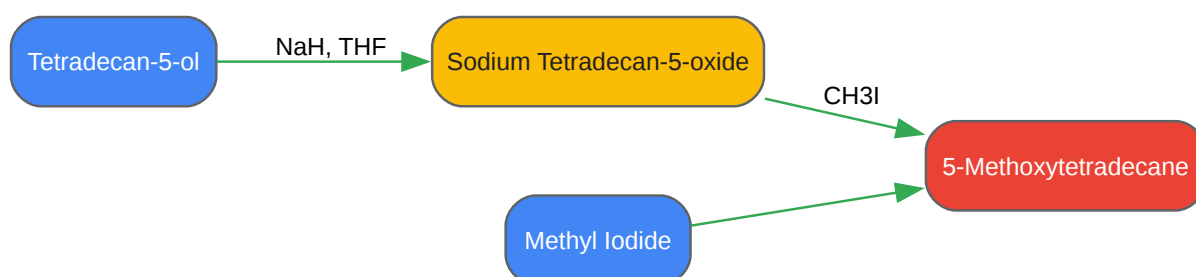 Tetradecan-5-ol
NaH, THF
Sodium Tetradecan-5-oxide
CH3I
5-Methoxytetradecane
Methyl Iodide